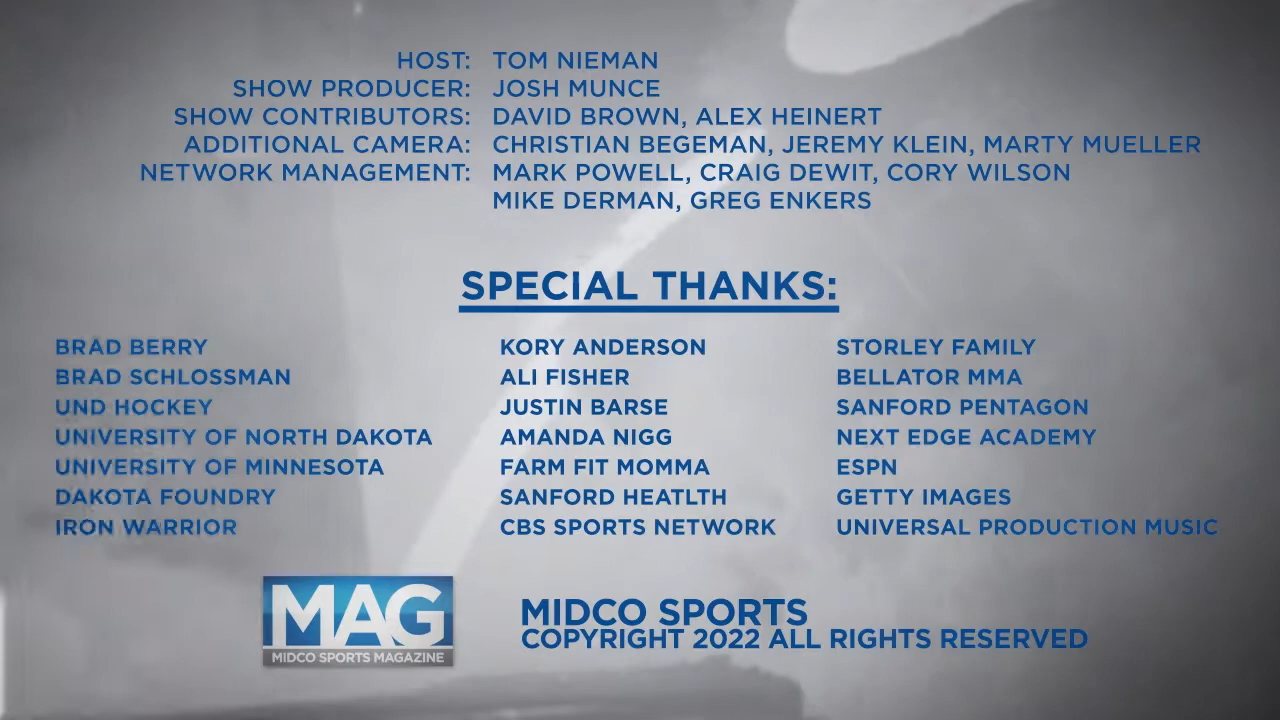 HOST: TOM NIEMAN
SHOW PRODUCER: JOSH MUNCE
SHOW CONTRIBUTORS: DAVID BROWN, ALEX HEINERT
ADDITIONAL CAMERA: CHRISTIAN BEGEMAN, JEREMY KLEIN, MARTY MUELLER
NETWORK MANAGEMENT: MARK POWELL, CRAIG DEWIT, CORY WILSON
MIKE DERMAN, GREG ENKERS
SPECIAL THANKS:
BRAD BERRY
BRAD SCHLOSSMAN
UND HOCKEY
UNIVERSITY OF NORTH DAKOTA
UNIVERSITY OF MINNESOTA
DAKOTA FOUNDRY
IRON WARRIOR
KORY ANDERSON
ALI FISHER
JUSTIN BARSE
AMANDA NIGG
FARM FIT MOMMA
SANFORD HEATLTH
CBS SPORTS NETWORK
STORLEY FAMILY
BELLATOR MMA
SANFORD PENTAGON
NEXT EDGE ACADEMY
ESPN
GETTY IMAGES
UNIVERSAL PRODUCTION MUSIC
MAG
MIDCO SPORTS MAGAZINE
MIDCO SPORTS
COPYRIGHT 2022 ALL RIGHTS RESERVED